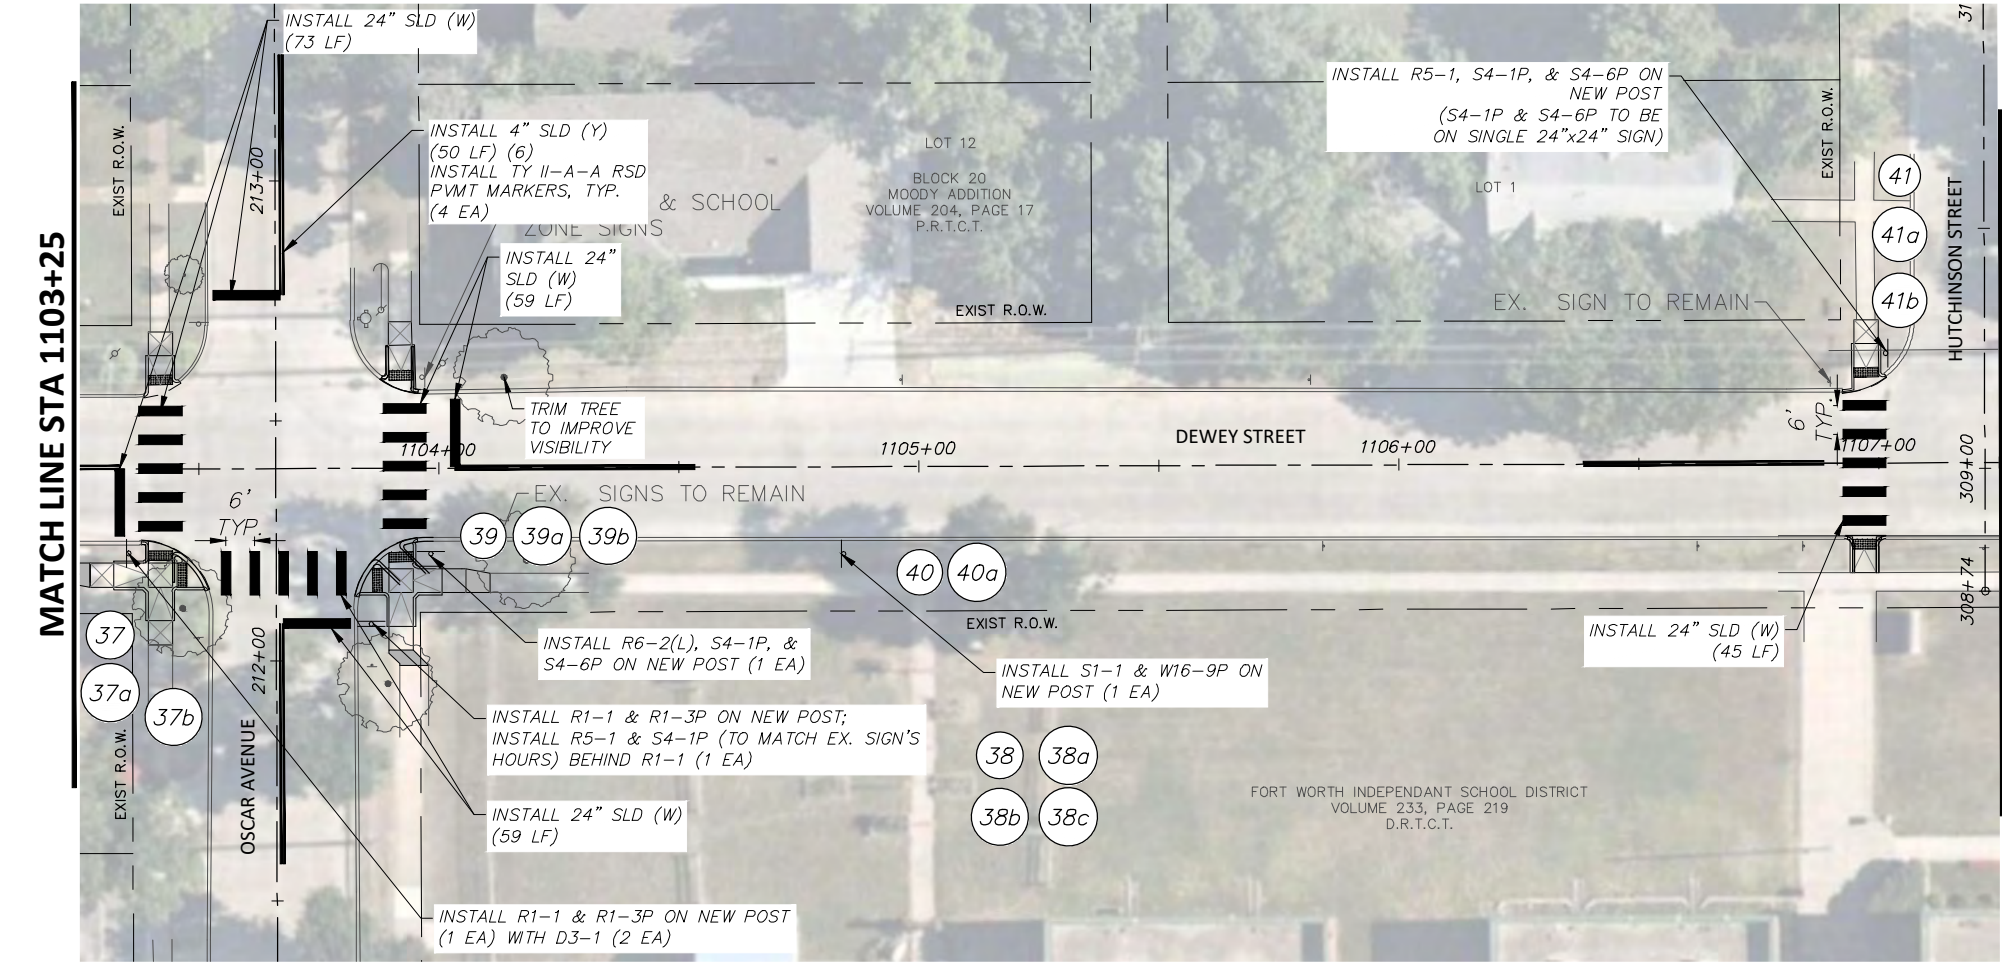 INSTALL 24" SLD (W)
(73 LF)
INSTALL 4" SLD (Y)
(50 LF) (6)
INSTALL TY II-A-A RSD
PVMT MARKERS, TYP.
(4 EA)
& SCHOOL
ZONE SIGNS
INSTALL 24"
SLD (W)
(59 LF)
LOT 12
BLOCK 20
MOODY ADDITION
VOLUME 204, PAGE 17
P.R.T.C.T.
EXIST R.O.W.
INSTALL R5-1, S4-1P, & S4-6P ON
NEW POST
(S4-1P & S4-6P TO BE
ON SINGLE 24"x24" SIGN)
LOT 1
EX. SIGN TO REMAIN
EXIST R.O.W.
41
41a
41b
HUTCHINSON STREET
31
EXIST R.O.W.
213+00
MATCH LINE STA 1103+25
TRIM TREE
TO IMPROVE
VISIBILITY
1104+00
1105+00
DEWEY STREET
1106+00
1107+00
6'
TYP.
309+00
308+74
6'
TYP.
EX. SIGNS TO REMAIN
39
39a
39b
40
40a
EXIST R.O.W.
37
37a
37b
212+00
OSCAR AVENUE
EXIST R.O.W.
INSTALL R6-2(L), S4-1P, &
S4-6P ON NEW POST (1 EA)
INSTALL S1-1 & W16-9P ON
NEW POST (1 EA)
INSTALL 24" SLD (W)
(45 LF)
INSTALL R1-1 & R1-3P ON NEW POST;
INSTALL R5-1 & S4-1P (TO MATCH EX. SIGN'S
HOURS) BEHIND R1-1 (1 EA)
38
38a
38b
38c
INSTALL 24" SLD (W)
(59 LF)
FORT WORTH INDEPENDANT SCHOOL DISTRICT
VOLUME 233, PAGE 219
D.R.T.C.T.
INSTALL R1-1 & R1-3P ON NEW POST
(1 EA) WITH D3-1 (2 EA)